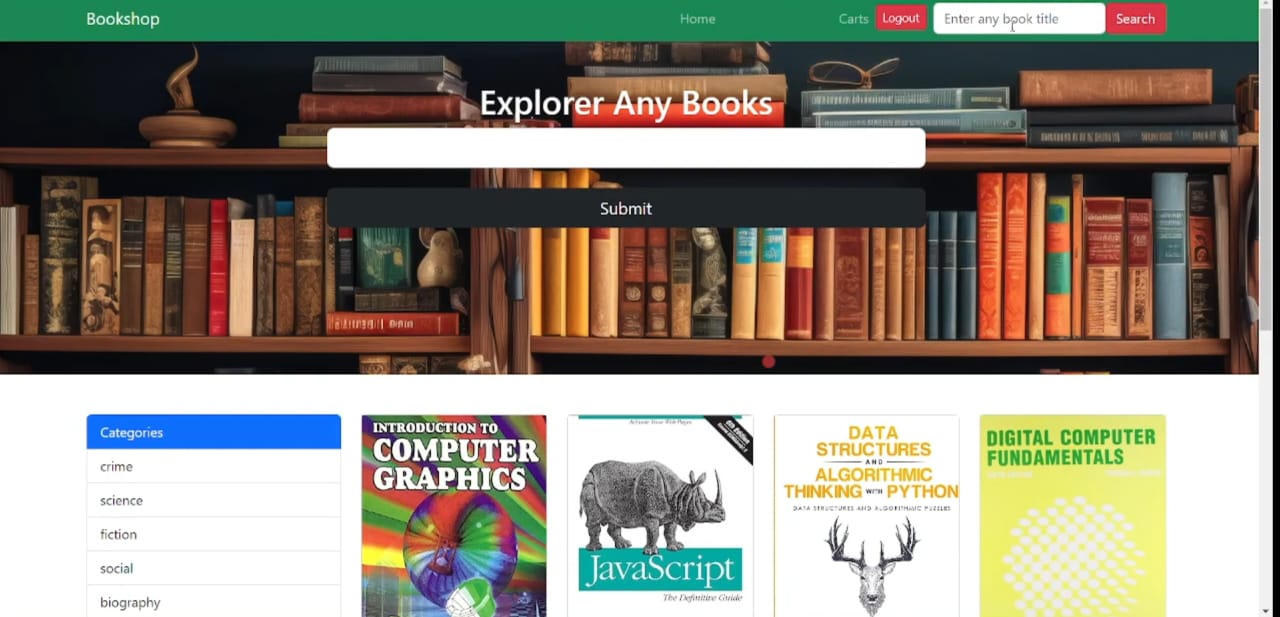 Bookshop
Home
Carts
Logout
Enter any book title
Search
Explorer Any Books
Submit
Categories
crime
science
fiction
social
biography
INTRODUCTION TO
COMPUTER
GRAPHICS
JavaScript
The Definitive Guide
DATA
STRUCTURES
AND
ALGORITHMIC
THINKING WITH PYTHON
DATA STRUCTURES AND ALGORITHMIC PUZZLES
DIGITAL COMPUTER
FUNDAMENTALS